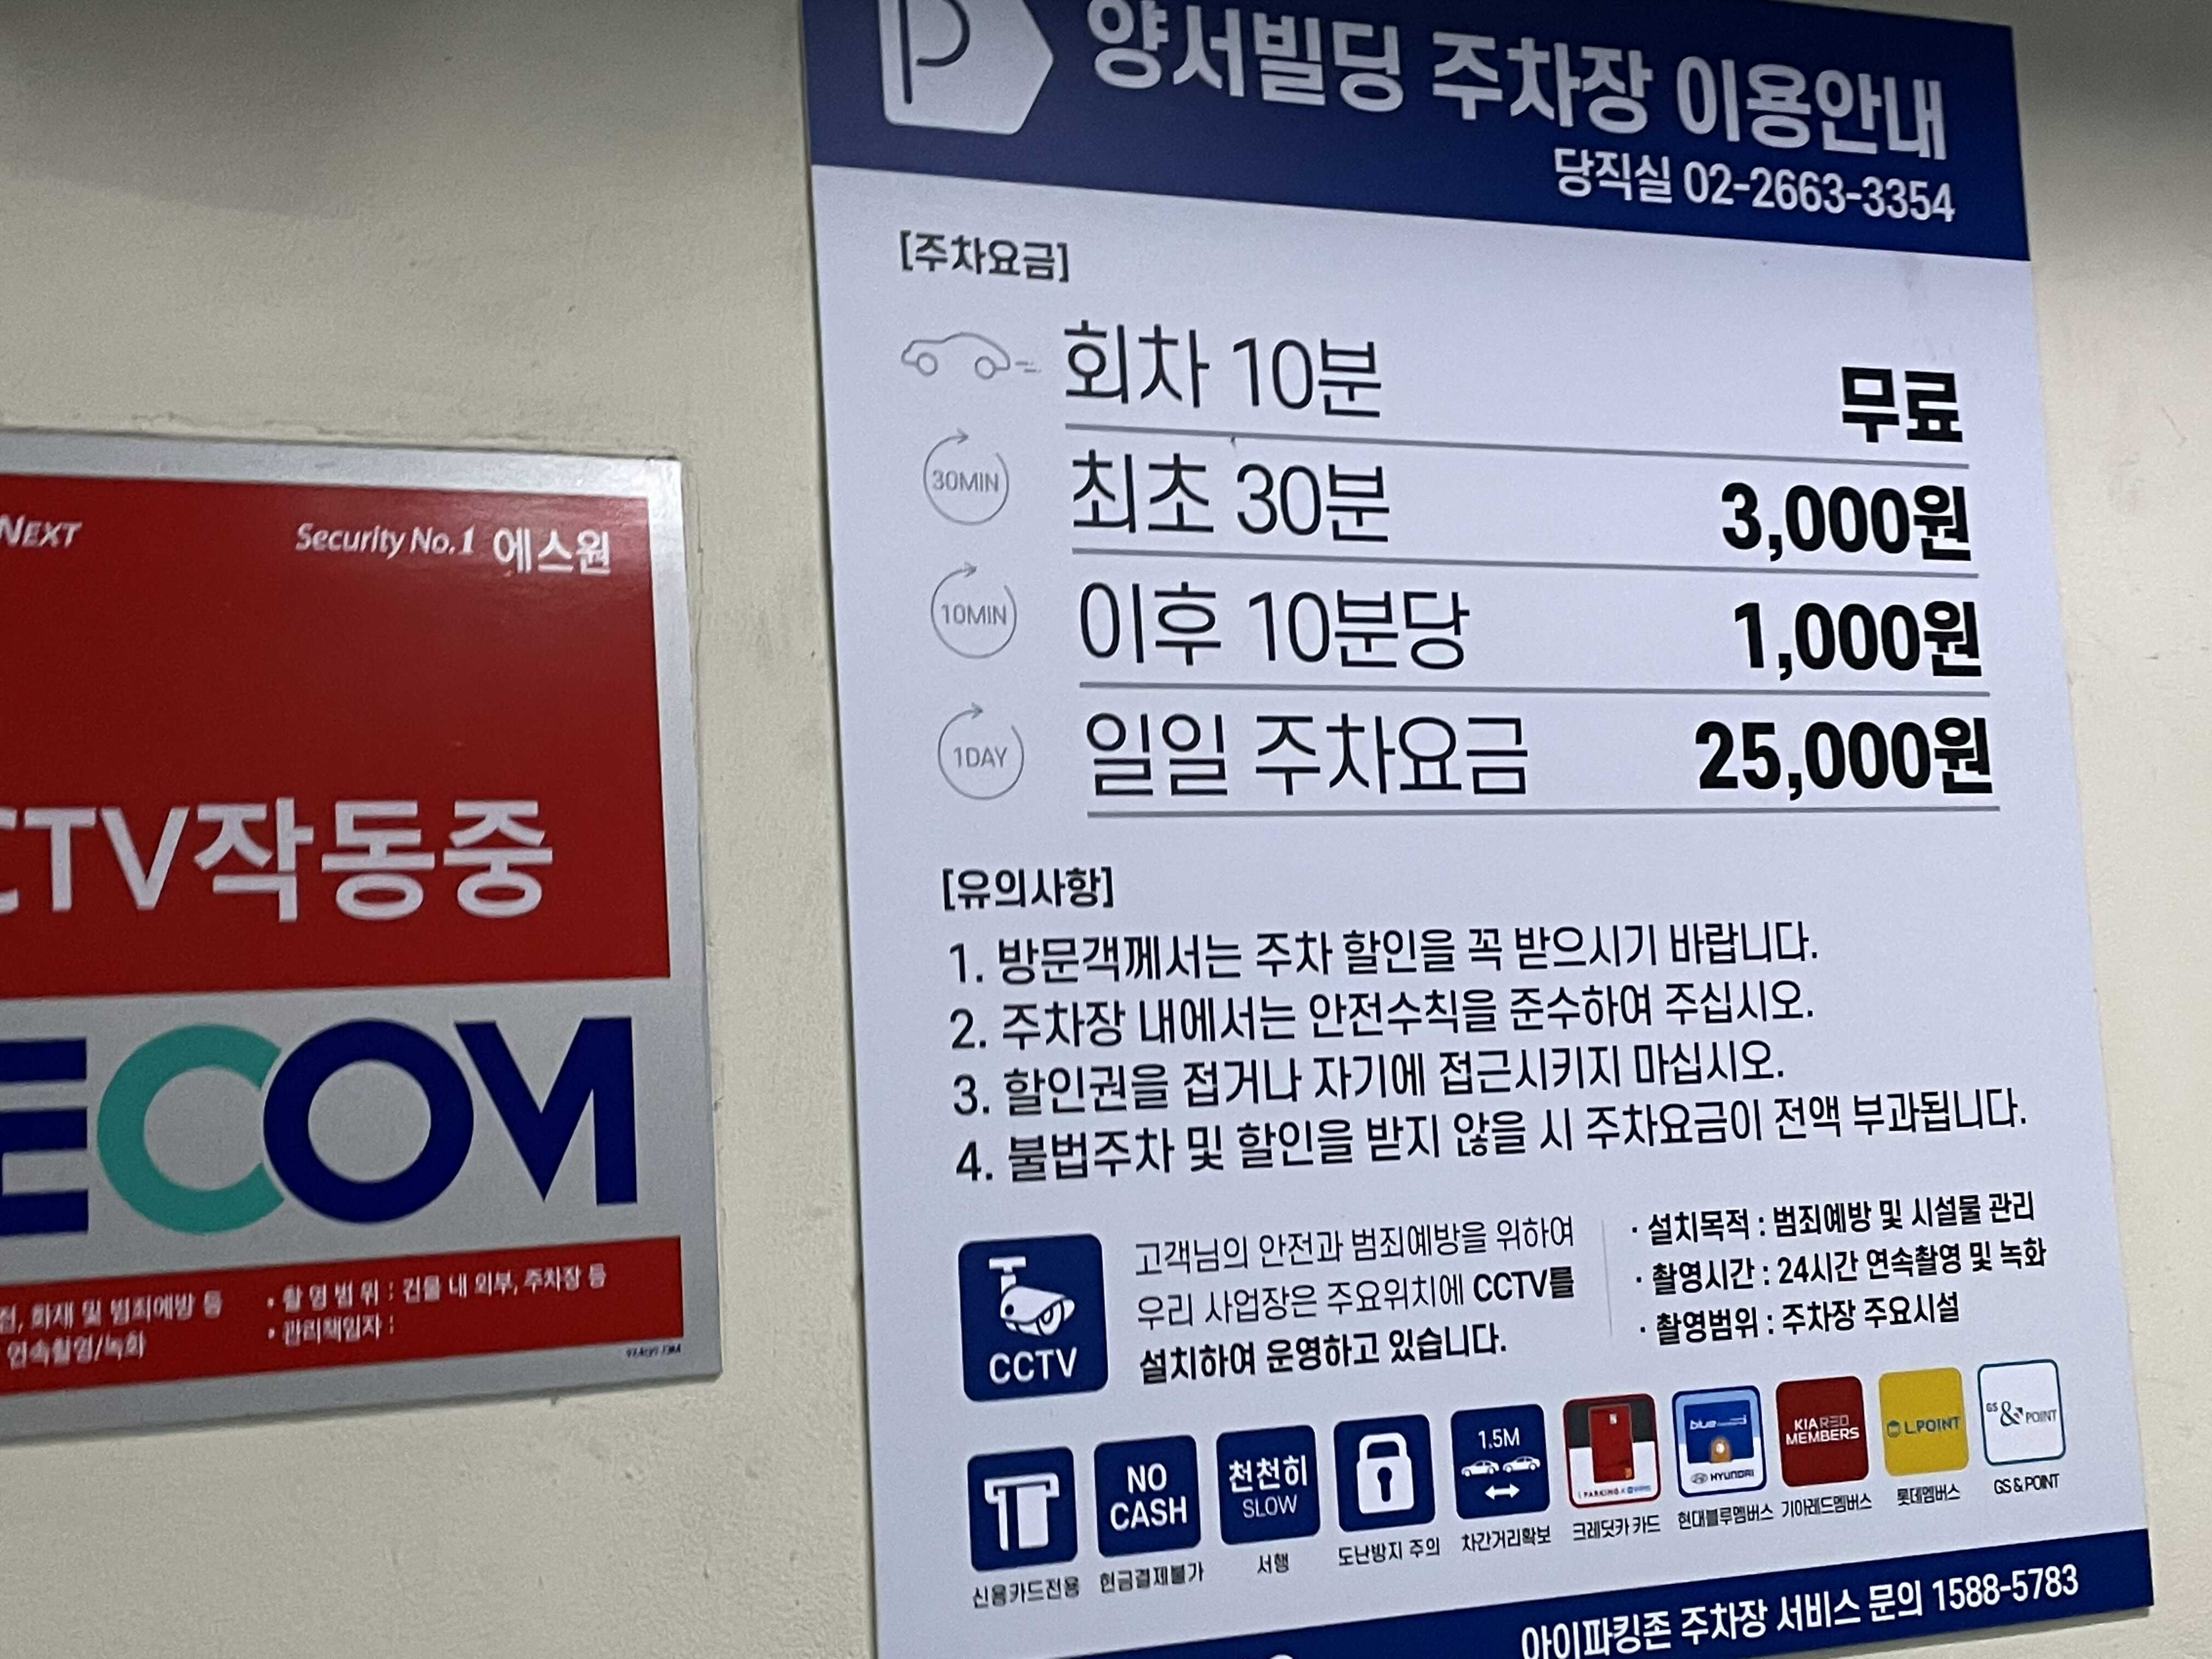 NEXT
Security No.1 에스원
CTV작동중
ECOM
화재 및 범죄예방 등
연속촬영/녹화
• 촬영범위 : 건물 내 외부, 주차장 등
• 관리책임자 :
P
양서빌딩 주차장 이용안내
당직실 02-2663-3354
[주차요금]
회차 10분 무료
30MIN 최초 30분 3,000원
10MIN 이후 10분당 1,000원
1DAY 일일 주차요금 25,000원
[유의사항]
1. 방문객께서는 주차 할인을 꼭 받으시기 바랍니다.
2. 주차장 내에서는 안전수칙을 준수하여 주십시오.
3. 할인권을 접거나 자기에 접근시키지 마십시오.
4. 불법주차 및 할인을 받지 않을 시 주차요금이 전액 부과됩니다.
CCTV
고객님의 안전과 범죄예방을 위하여
우리 사업장은 주요위치에 CCTV를
설치하여 운영하고 있습니다.
· 설치목적 : 범죄예방 및 시설물 관리
· 촬영시간 : 24시간 연속촬영 및 녹화
· 촬영범위 : 주차장 주요시설
신용카드전용
NO
CASH
현금결제불가
천천히
SLOW
서행
도난방지 주의
1.5M
차간거리확보
크레딧카 카드
HYUNDAI
현대블루멤버스
KIA RED
MEMBERS
기아레드멤버스
L.POINT
롯데멤버스
GS & POINT
GS & POINT
아이파킹존 주차장 서비스 문의 1588-5783